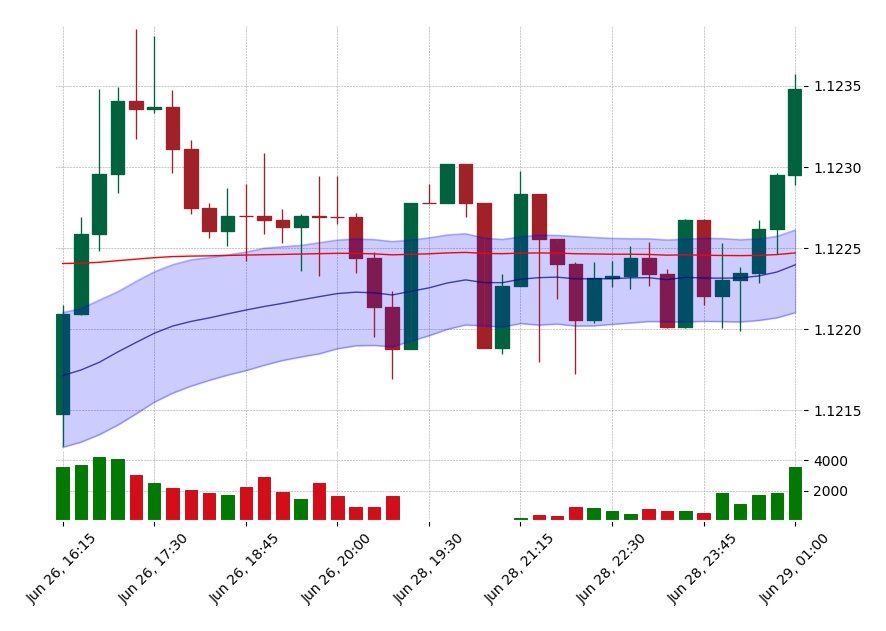 1.1235
1.1230
1.1225
1.1220
1.1215
4000
2000
Jun 26, 16:15
Jun 26, 17:30
Jun 26, 18:45
Jun 26, 20:00
Jun 28, 19:30
Jun 28, 21:15
Jun 28, 22:30
Jun 28, 23:45
Jun 29, 01:00